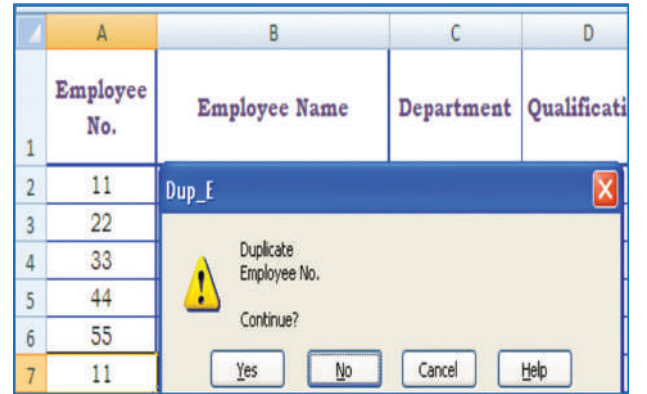 A B C D
1 Employee No. Employee Name Department Qualificati
2 11
Dup_E
3 22
4 33
5 44
6 55
7 11
Duplicate
Employee No.
Continue?
Yes No Cancel Help